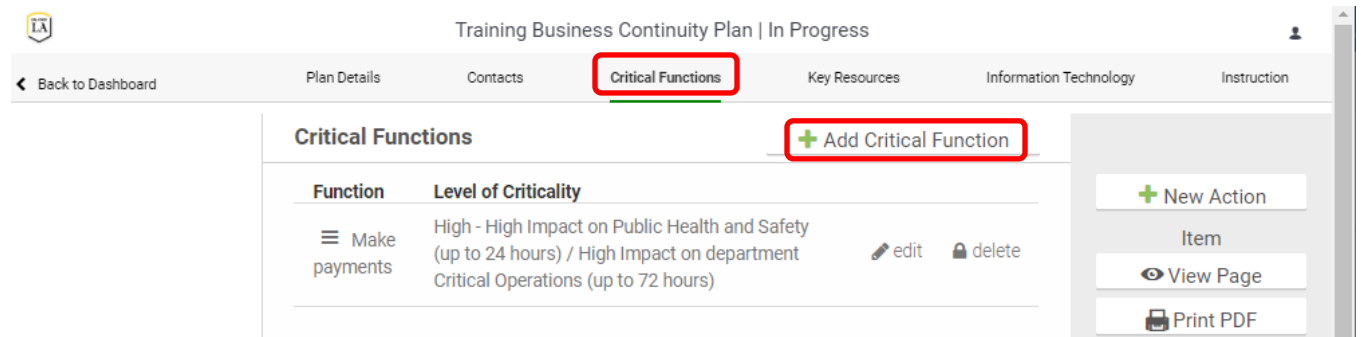 LA
Training Business Continuity Plan | In Progress
Back to Dashboard
Plan Details
Contacts
Critical Functions
Key Resources
Information Technology
Instruction
Critical Functions
Add Critical Function
Function Level of Criticality
Make payments
High - High Impact on Public Health and Safety
(up to 24 hours) / High Impact on department
Critical Operations (up to 72 hours)
edit
delete
New Action
Item
View Page
Print PDF